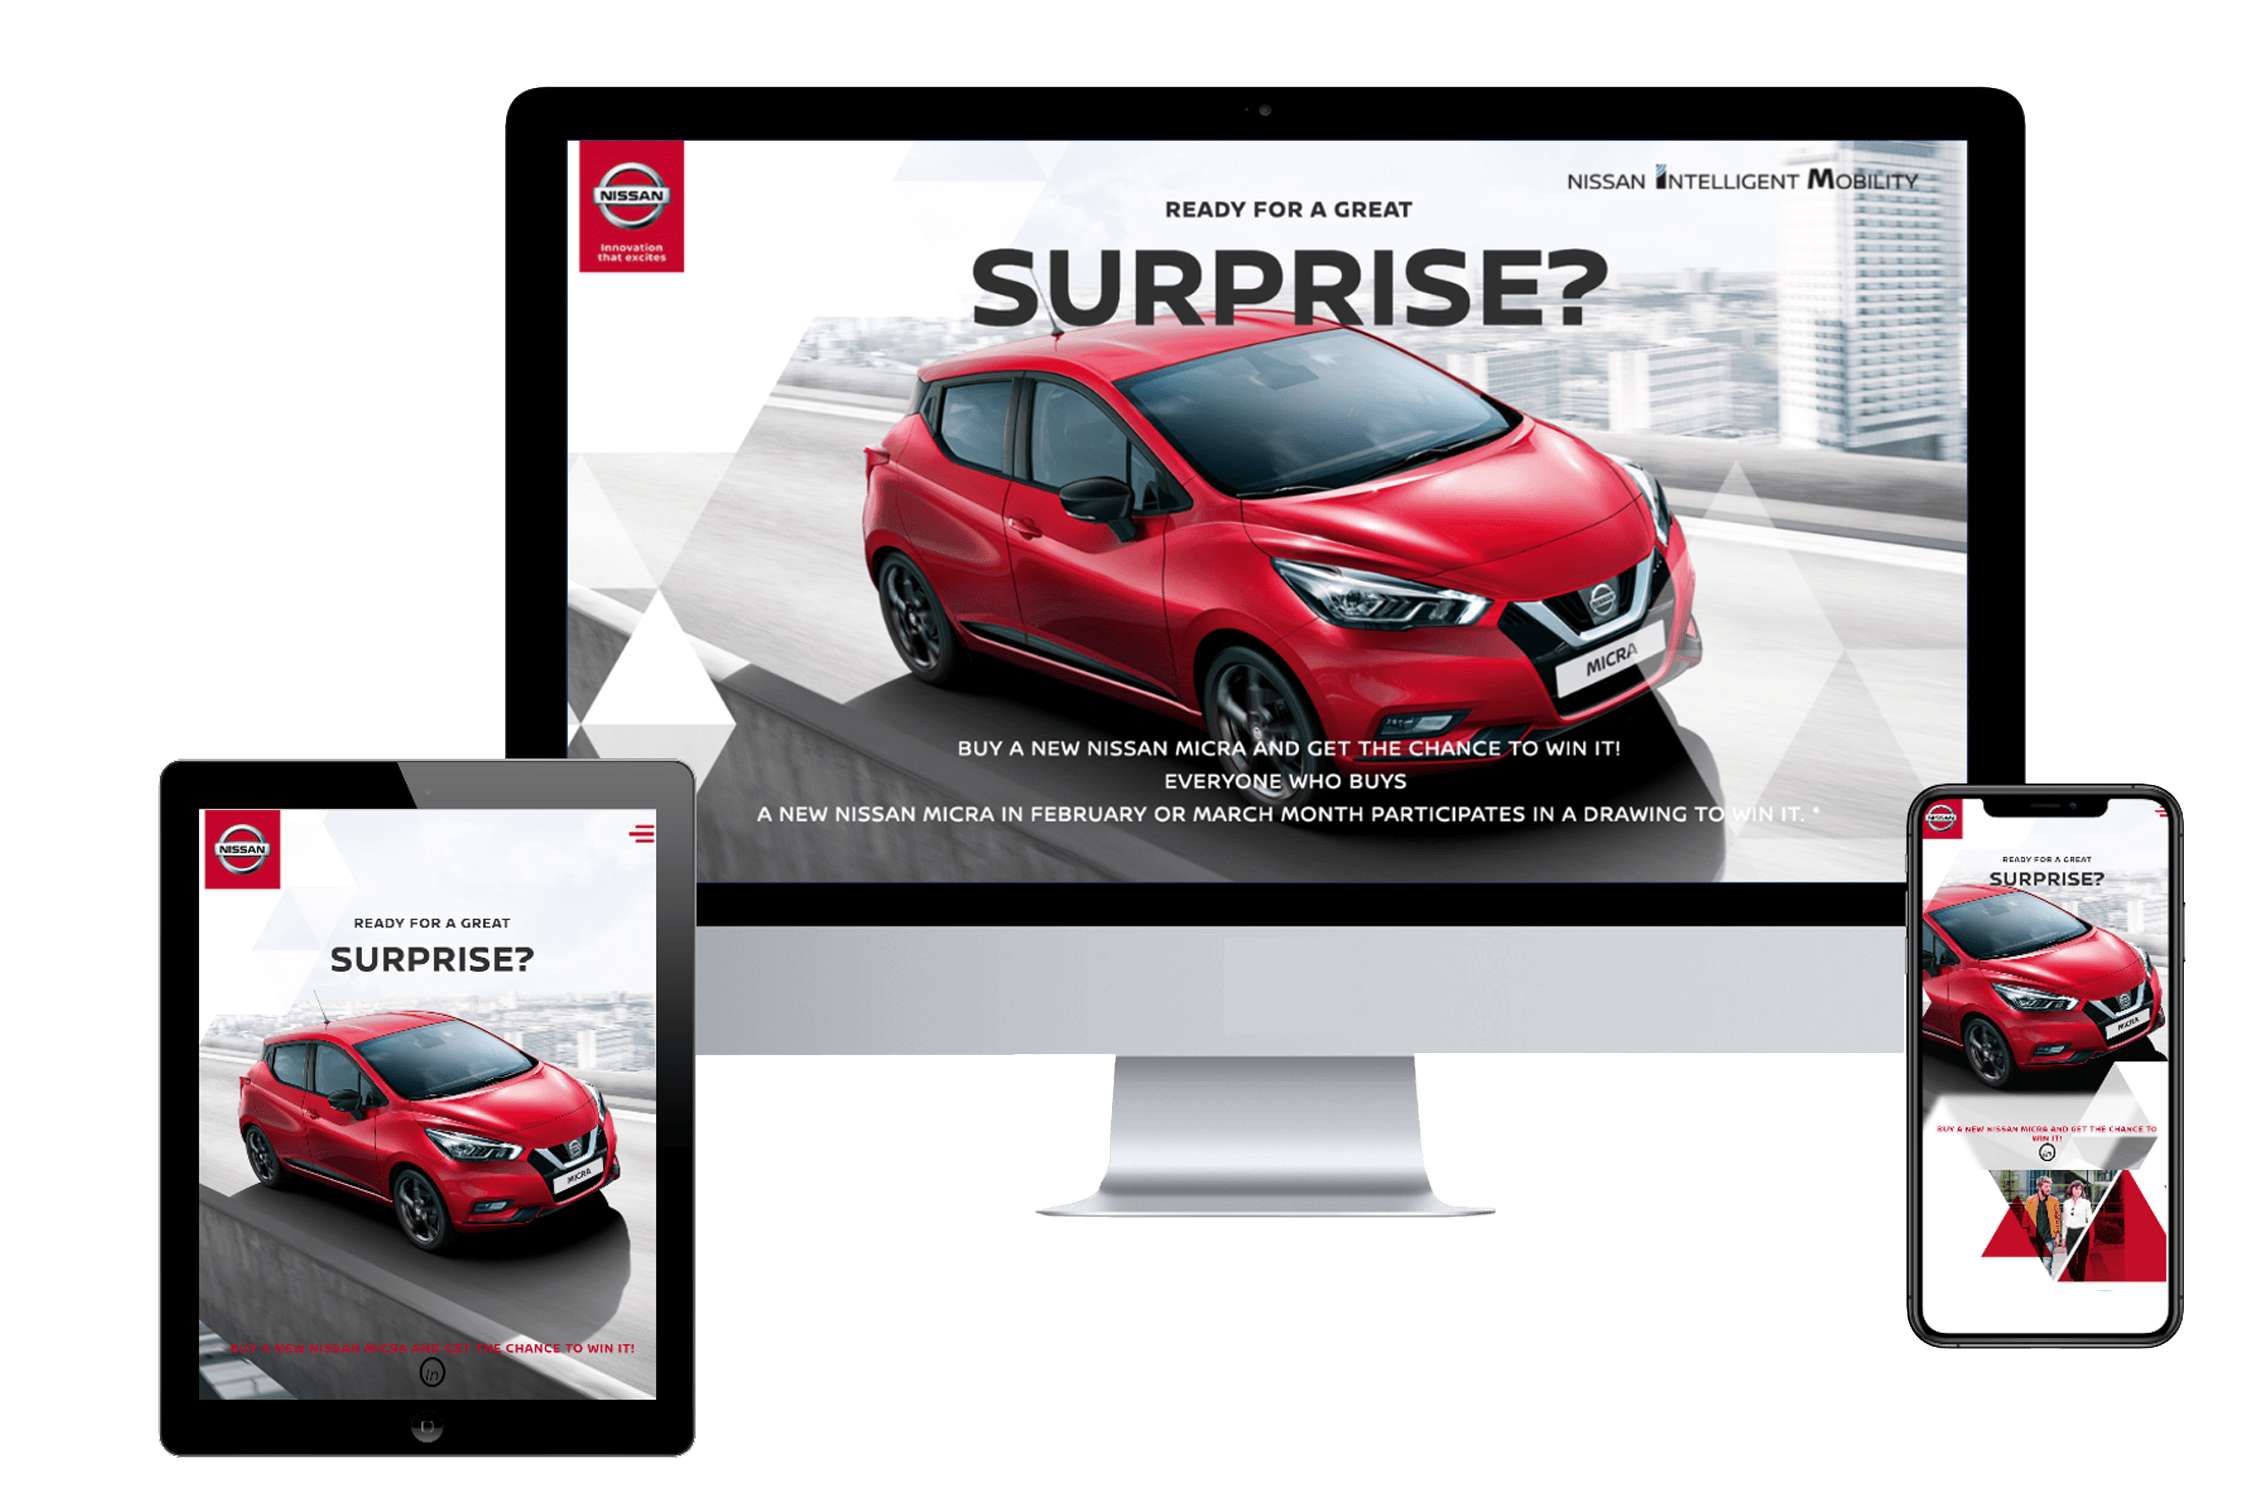 NISSAN
Innovation
that excites
NISSAN INTELLIGENT MOBILITY
READY FOR A GREAT
SURPRISE?
MICRA
BUY A NEW NISSAN MICRA AND GET THE CHANCE TO WIN IT!
EVERYONE WHO BUYS
A NEW NISSAN MICRA IN FEBRUARY OR MARCH MONTH PARTICIPATES IN A DRAWING TO WIN IT. *
NISSAN
READY FOR A GREAT
SURPRISE?
MICRA
BUY A NEW NISSAN MICRA AND GET THE CHANCE TO WIN IT!
in
NISSAN
READY FOR A GREAT
SURPRISE?
MICRA
BUY A NEW NISSAN MICRA AND GET THE CHANCE TO
WIN IT!
in